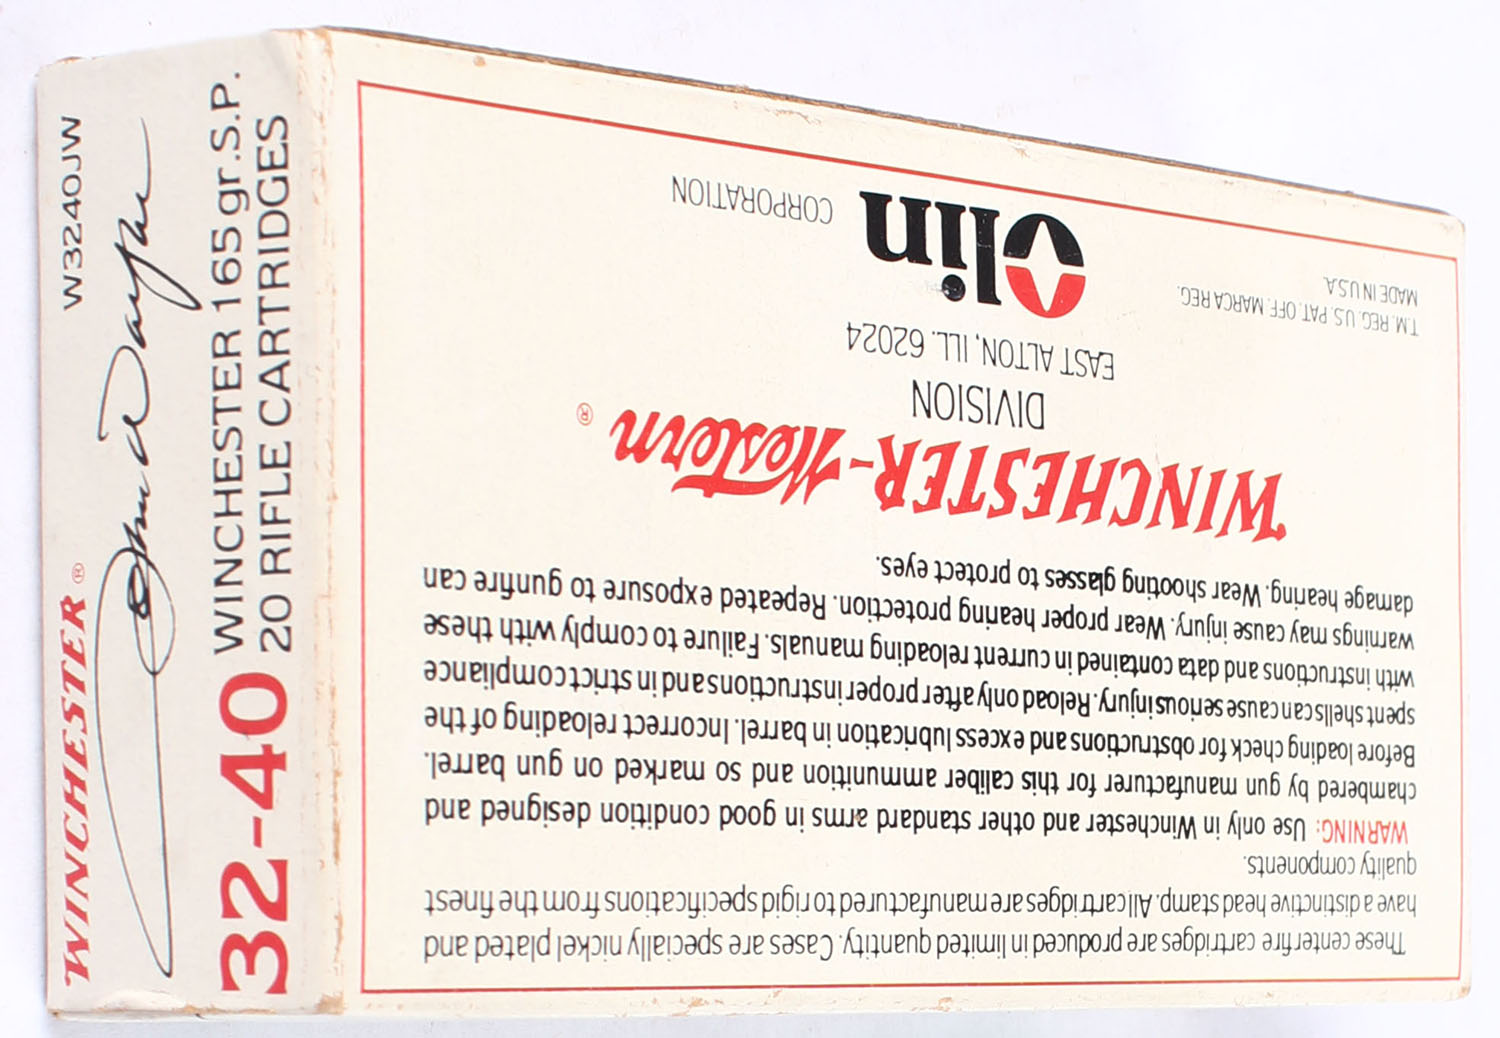 WINCHESTER ®
W3240JW
John Wayne
32-40 WINCHESTER 165 gr. S.P.
20 RIFLE CARTRIDGES
These centerfire cartridges are produced in limited quantity. Cases are specially nickel plated and
have a distinctive head stamp. All cartridges are manufactured to rigid specifications from the finest
quality components.
WARNING: Use only in Winchester and other standard arms in good condition designed and
chambered by gun manufacturer for this caliber ammunition and so marked on gun barrel.
Before loading check for obstructions and excess lubrication in barrel. Incorrect reloading of the
spent shells can cause serious injury. Reload only after proper instructions and in strict compliance
with instructions and data contained in current reloading manuals. Failure to comply with these
warnings may cause injury. Wear proper hearing protection. Repeated exposure to gunfire can
damage hearing. Wear shooting glasses to protect eyes.
WINCHESTER-Western ®
DIVISION
EAST ALTON, ILL. 62024
Olin CORPORATION
T.M. REG. U.S. PAT. OFF. MARCA REG.
MADE IN U.S.A.